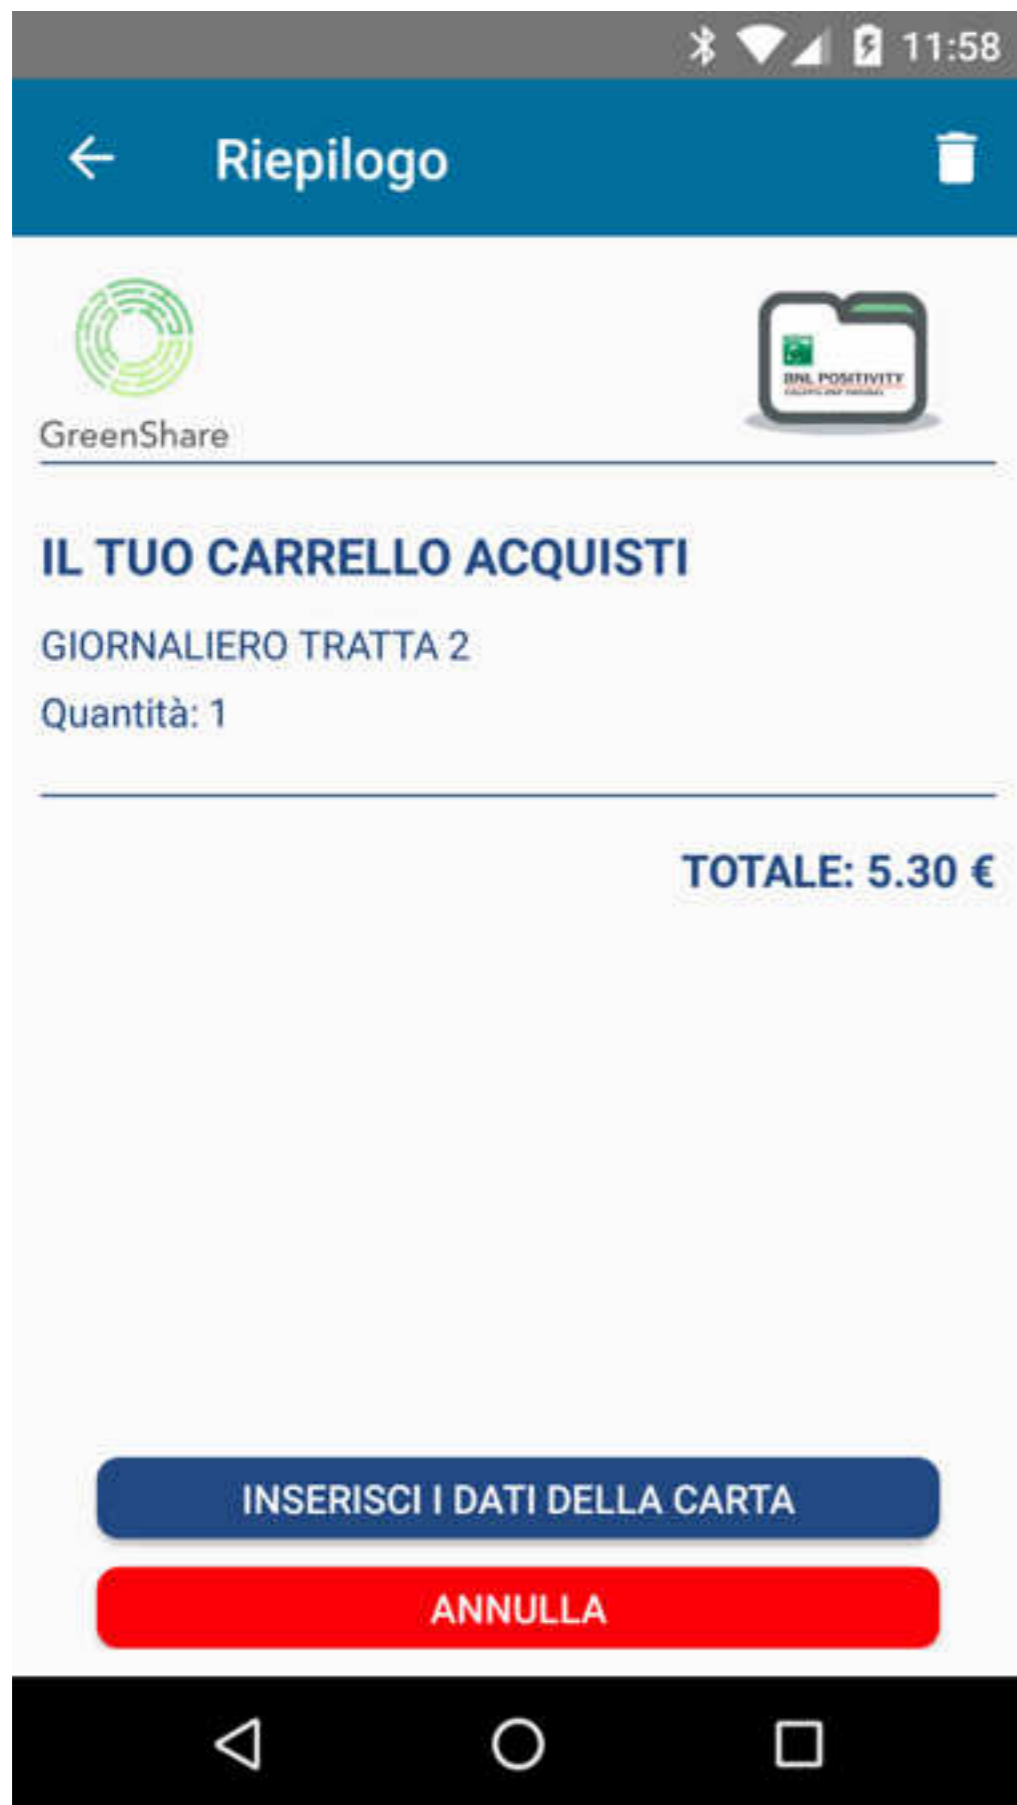 11:58
Riepilogo
GreenShare
BNL POSITIVITY
IL TUO CARRELLO ACQUISTI
GIORNALIERO TRATTA 2
Quantità: 1
TOTALE: 5.30 €
INSERISCI I DATI DELLA CARTA
ANNULLA